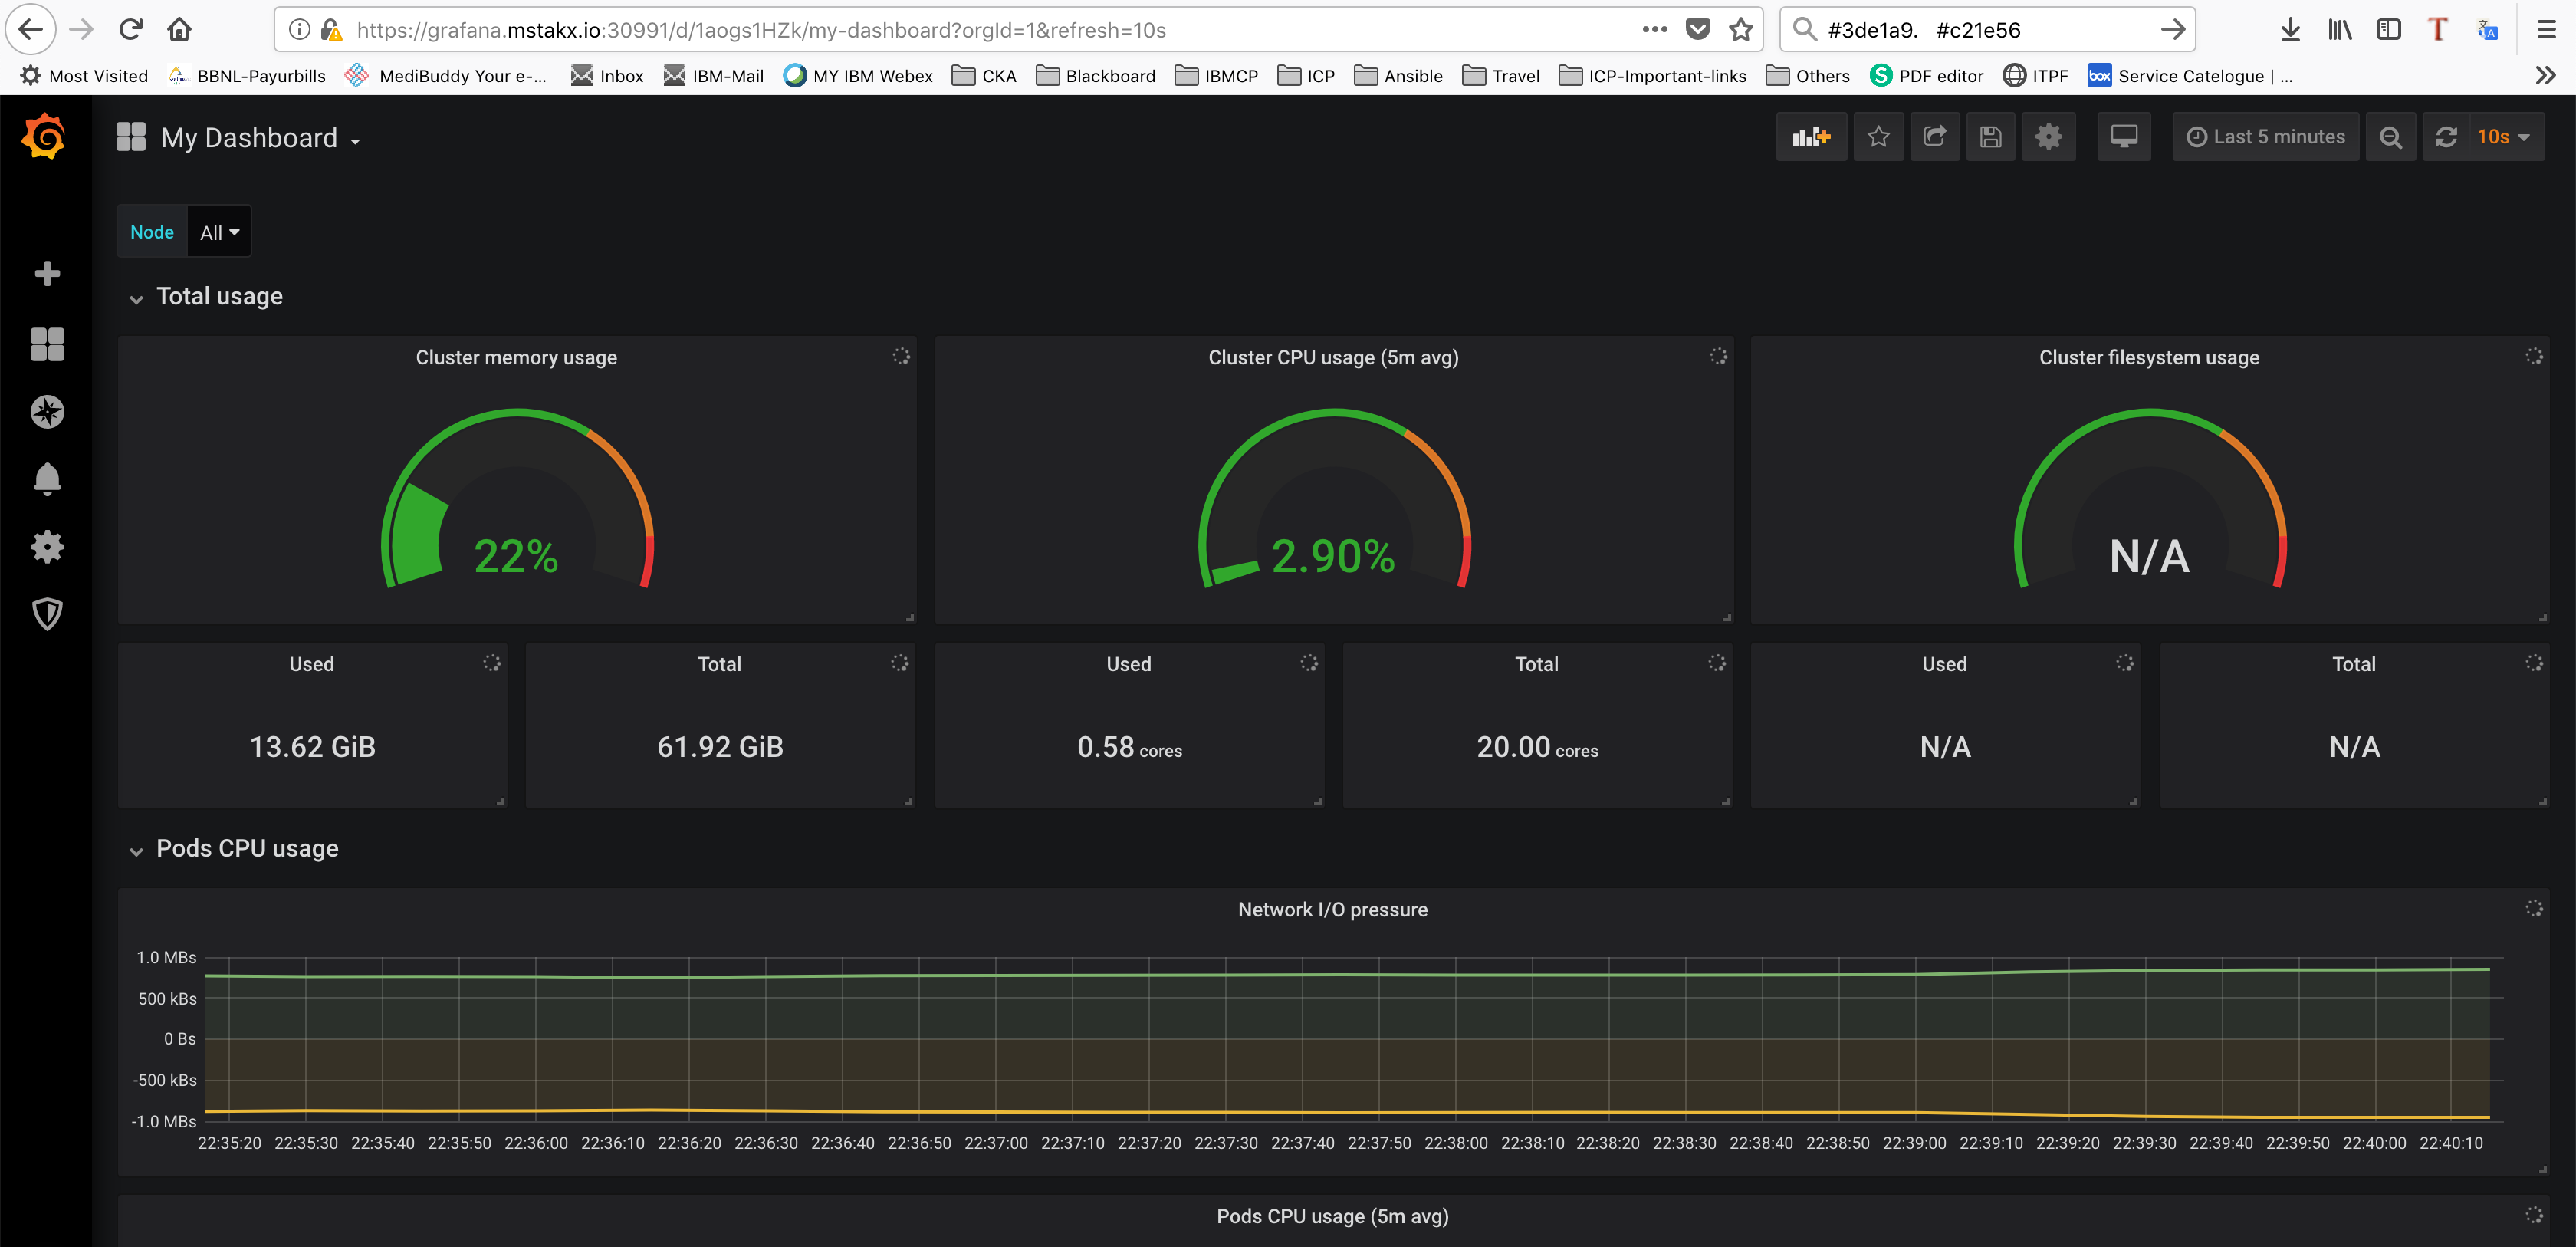 https://grafana.mstakx.io:30991/d/1aogs1HZk/my-dashboard?orgId=1&refresh=10s #3de1a9. #c21e56
Most Visited BBNL-Payurbills MediBuddy Your e-... Inbox IBM-Mail MY IBM Webex CKA Blackboard IBMCP ICP Ansible Travel ICP-Important-links Others PDF editor ITPF box Service Catelogue | ...
My Dashboard Last 5 minutes 10s
Node All
Total usage
Cluster memory usage Cluster CPU usage (5m avg) Cluster filesystem usage
22% 2.90% N/A
Used Total Used Total Used Total
13.62 GiB 61.92 GiB 0.58 cores 20.00 cores N/A N/A
Pods CPU usage
Network I/O pressure
1.0 MBs
500 kBs
0 Bs
-500 kBs
-1.0 MBs
22:35:20 22:35:30 22:35:40 22:35:50 22:36:00 22:36:10 22:36:20 22:36:30 22:36:40 22:36:50 22:37:00 22:37:10 22:37:20 22:37:30 22:37:40 22:37:50 22:38:00 22:38:10 22:38:20 22:38:30 22:38:40 22:38:50 22:39:00 22:39:10 22:39:20 22:39:30 22:39:40 22:39:50 22:40:00 22:40:10
Pods CPU usage (5m avg)